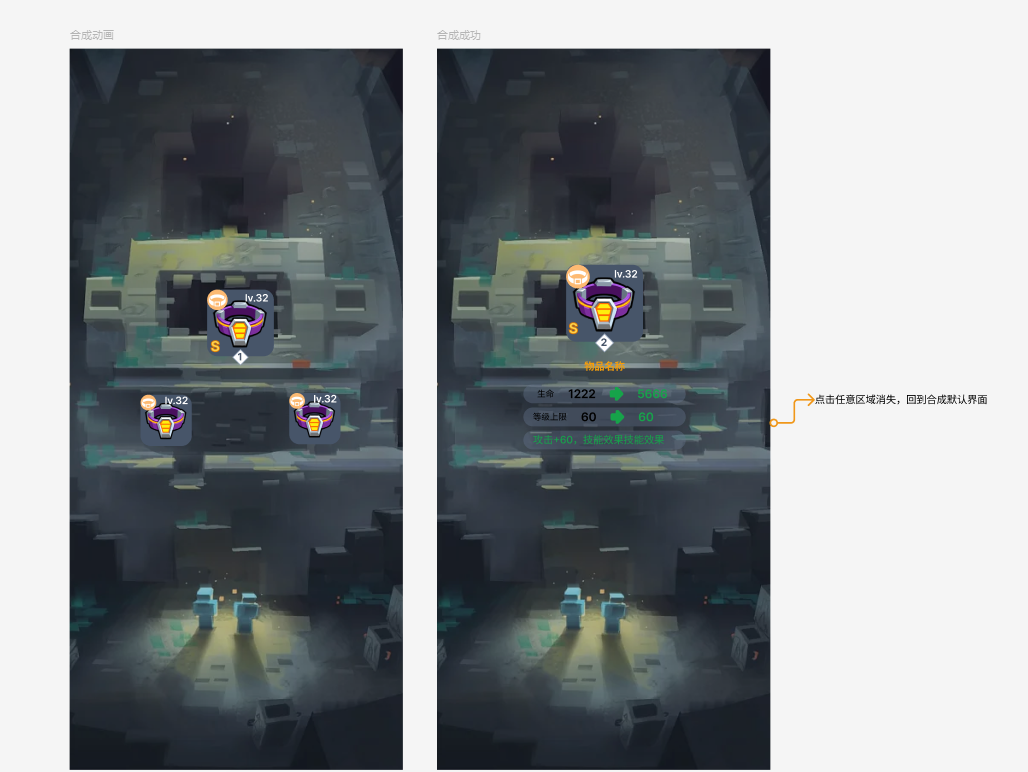 合成动画
合成成功
lv.32
S
1
lv.32
lv.32
lv.32
S
2
物品名称
生命 1222 5666
等级上限 60 60
攻击+60，技能效果技能效果
点击任意区域消失，回到合成默认界面